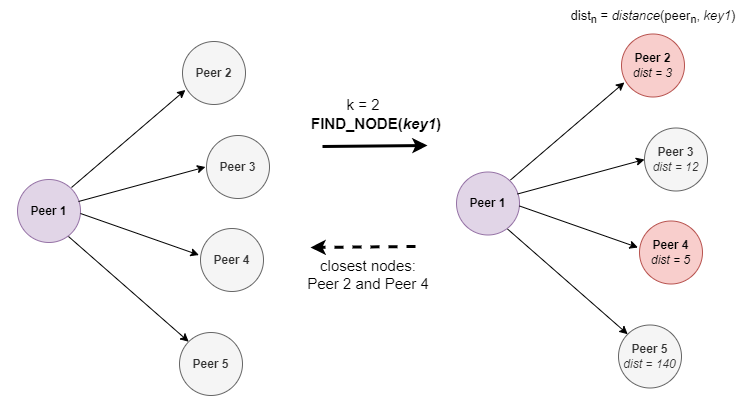 Peer 1
Peer 2
Peer 3
Peer 4
Peer 5
k = 2
FIND_NODE(key1)
closest nodes:
Peer 2 and Peer 4
distn = distance(peern, key1)
Peer 1
Peer 2
dist = 3
Peer 3
dist = 12
Peer 4
dist = 5
Peer 5
dist = 140